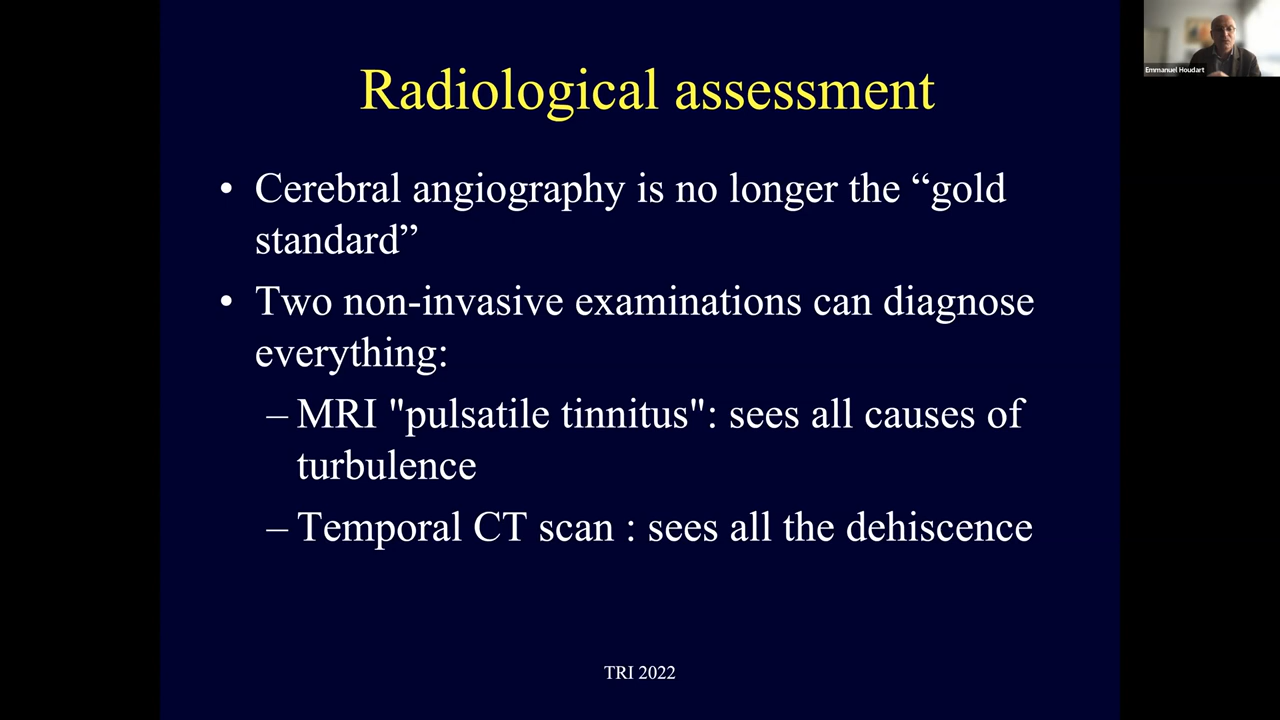 Radiological assessment
• Cerebral angiography is no longer the “gold
standard”
• Two non-invasive examinations can diagnose
everything:
– MRI "pulsatile tinnitus": sees all causes of
turbulence
– Temporal CT scan : sees all the dehiscence
TRI 2022
Emmanuel Houdart